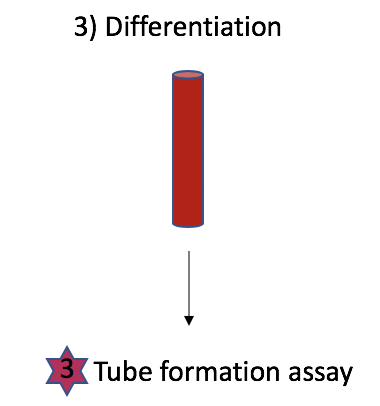 3) Differentiation
3 Tube formation assay